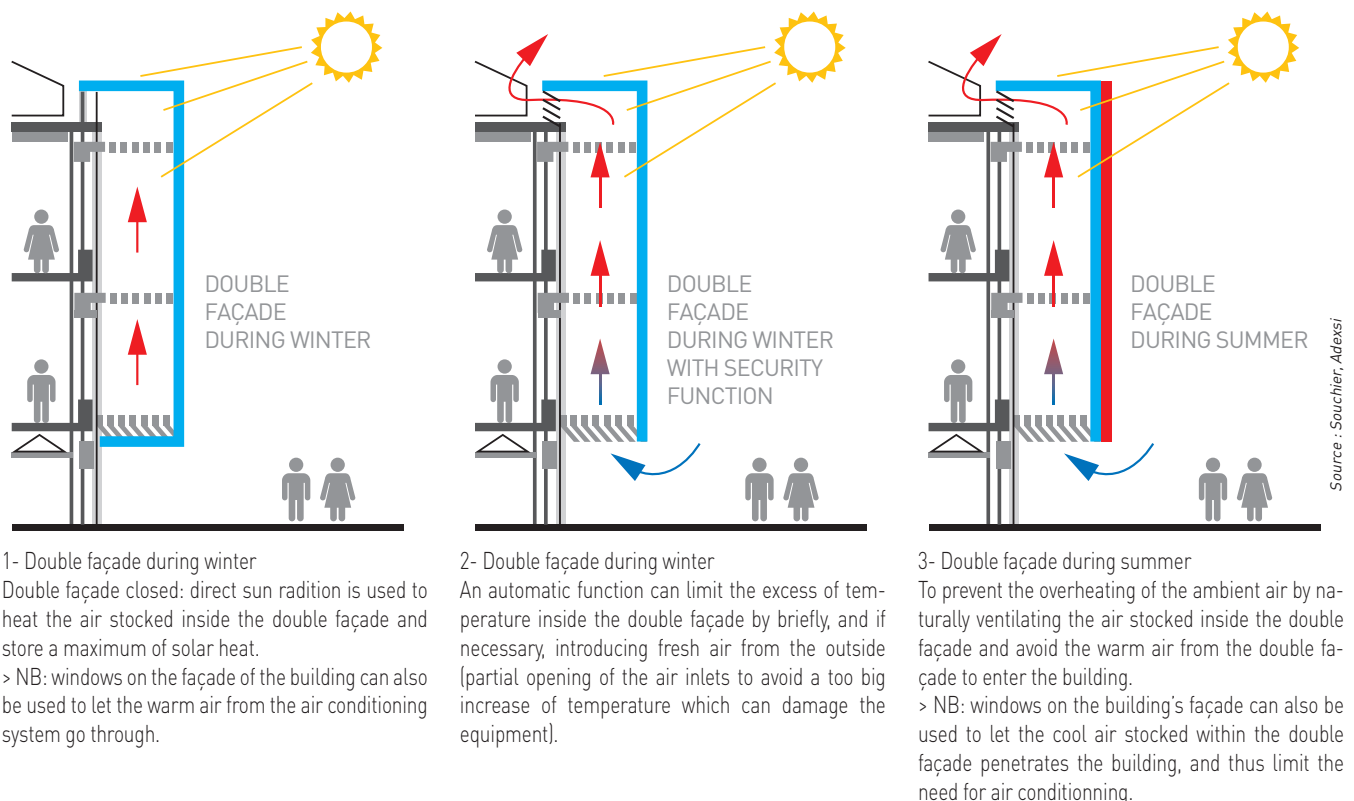 DOUBLE
FAÇADE
DURING WINTER
DOUBLE
FAÇADE
DURING WINTER
WITH SECURITY
FUNCTION
DOUBLE
FAÇADE
DURING SUMMER
Source : Souchier, Adexsi
1- Double façade during winter
Double façade closed: direct sun radition is used to
heat the air stocked inside the double façade and
store a maximum of solar heat.
> NB: windows on the façade of the building can also
be used to let the warm air from the air conditioning
system go through.
2- Double façade during winter
An automatic function can limit the excess of tem-
perature inside the double façade by briefly, and if
necessary, introducing fresh air from the outside
(partial opening of the air inlets to avoid a too big
increase of temperature which can damage the
equipment).
3- Double façade during summer
To prevent the overheating of the ambient air by na-
turally ventilating the air stocked inside the double
façade and avoid the warm air from the double fa-
çade to enter the building.
> NB: windows on the building's façade can also be
used to let the cool air stocked within the double
façade penetrates the building, and thus limit the
need for air conditionning.